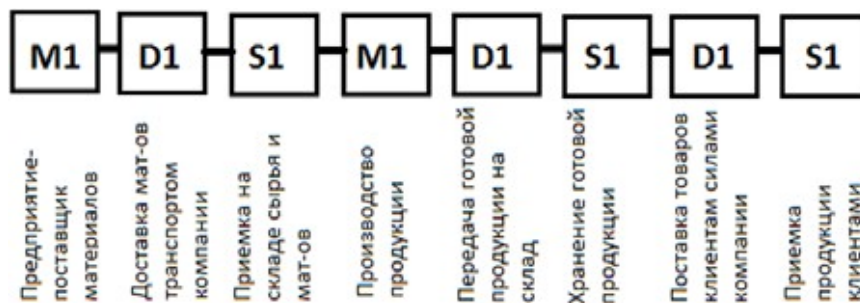 M1 D1 S1 M1 D1 S1 D1 S1
Предприятие-
поставщик
материалов
Доставка мат-ов
транспортом
компании
Приемка на
складе сырья и
мат-ов
Производство
продукции
Передача готовой
продукции на
склад
Хранение готовой
продукции
Поставка товаров
клиентам силами
компании
Приемка
продукции
клиентами